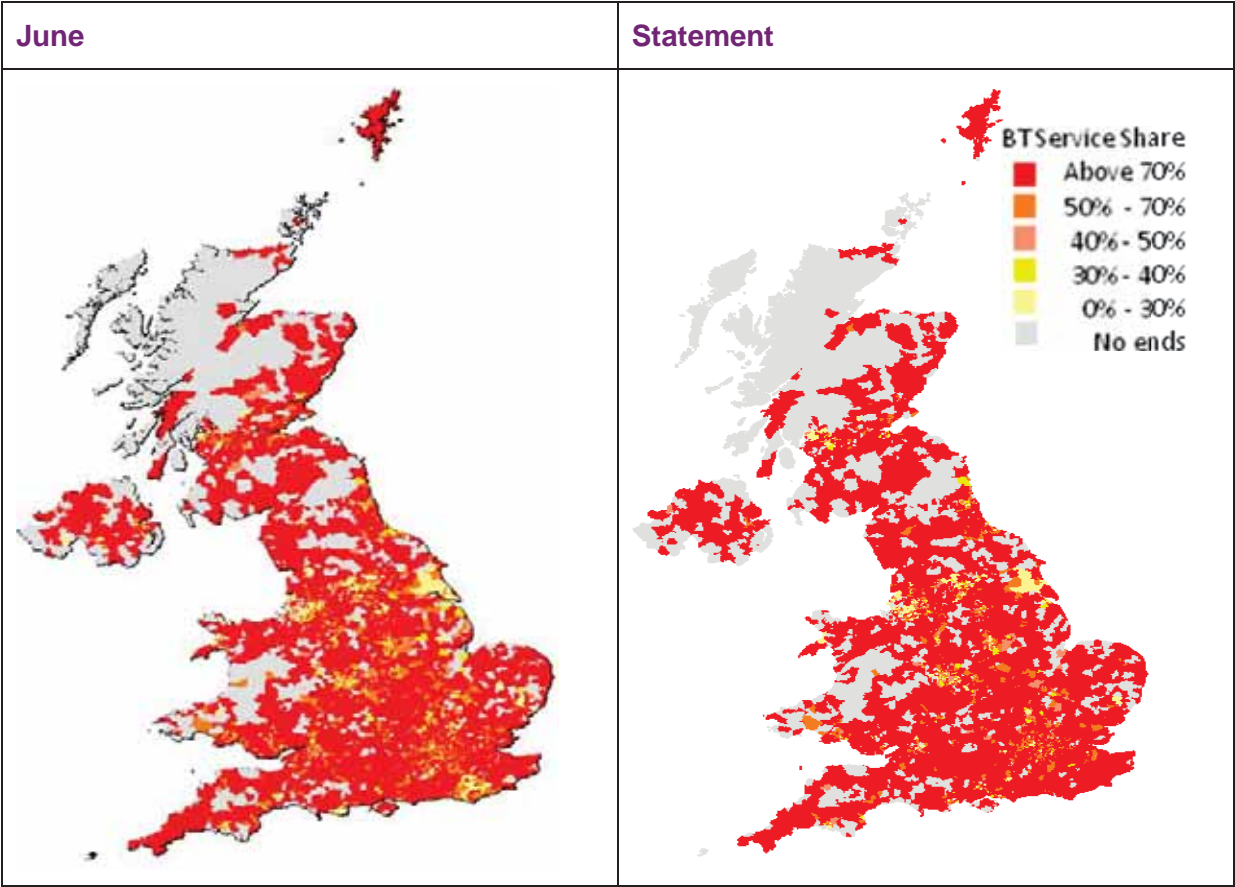 June
Statement
BT Service Share
Above 70%
50% - 70%
40% - 50%
30% - 40%
0% - 30%
No ends